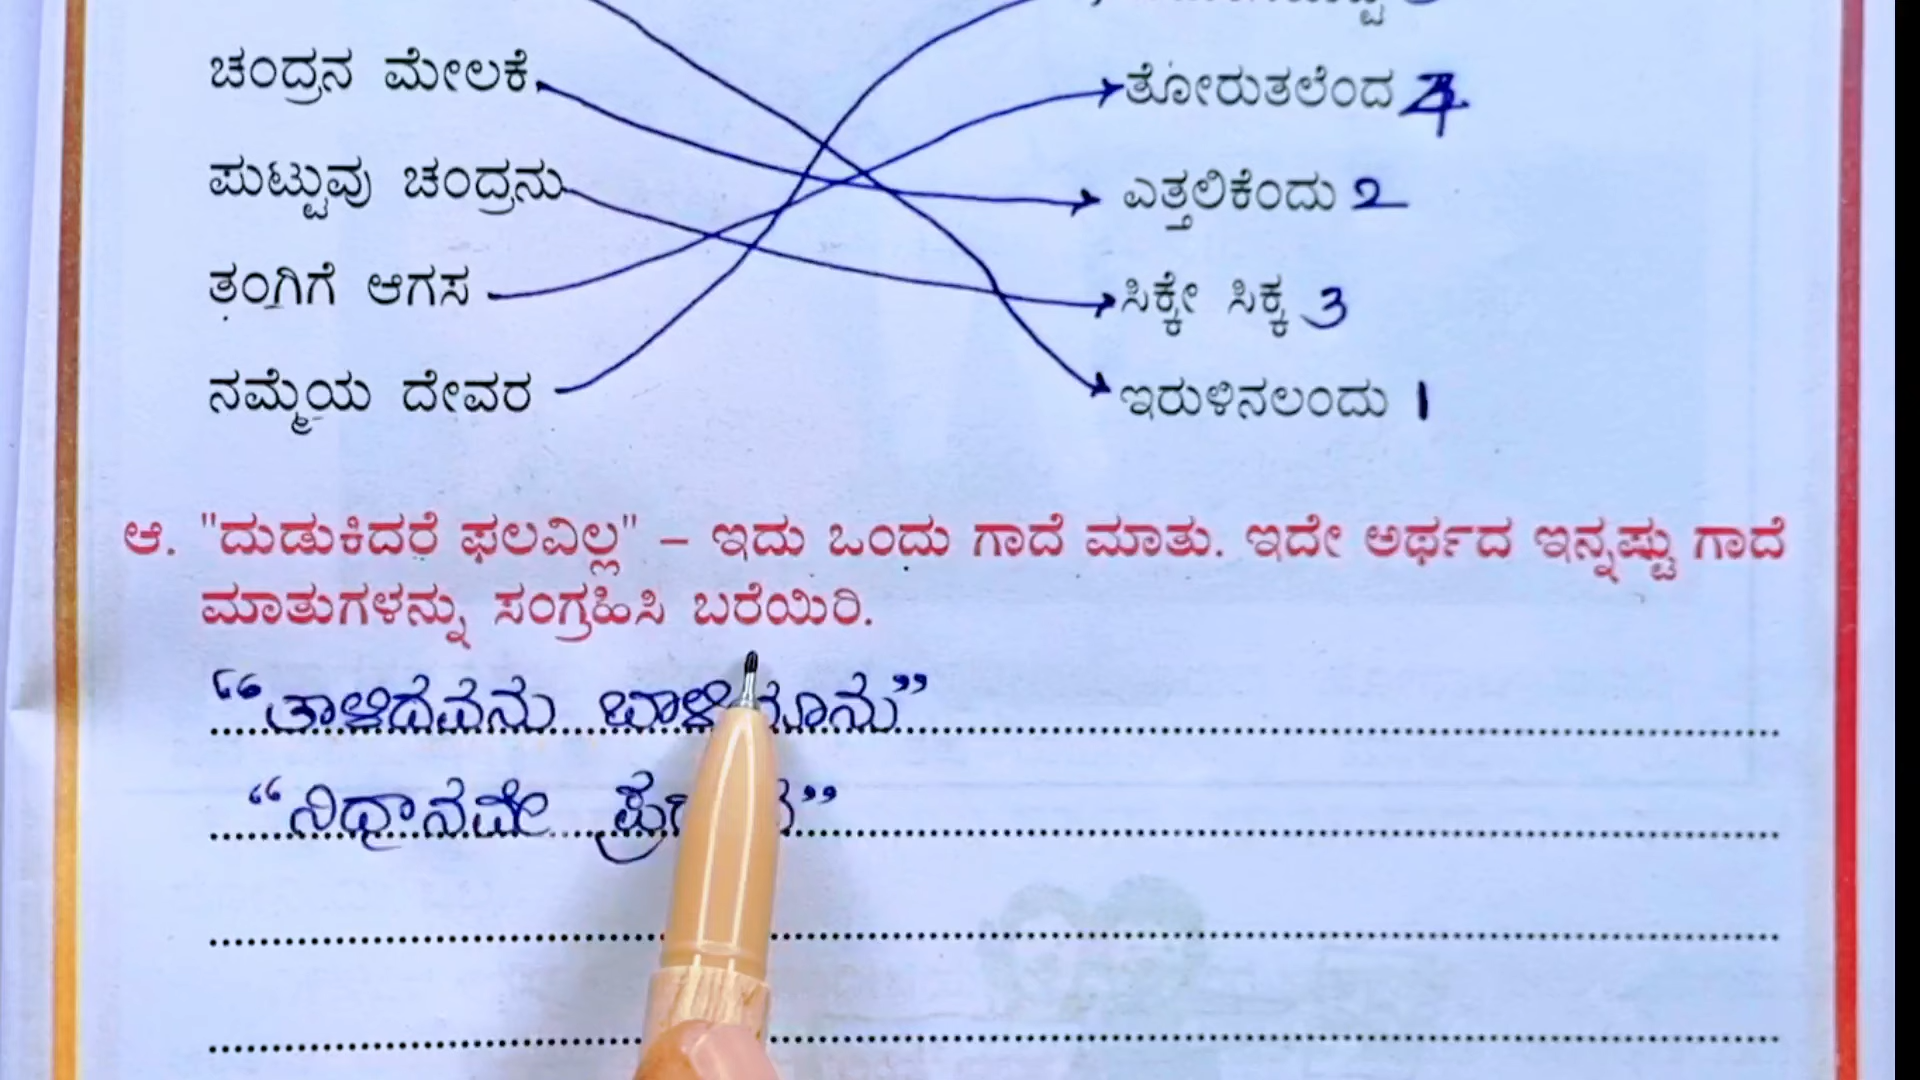 ಚಂದ್ರನ ಮೇಲಕೆ ತೋರುತಲೆಂದ 4
ಪುಟ್ಟುವು ಚಂದ್ರನು ಎತ್ತಲಿಕೆಂದು 2
ತಂಗಿಗೆ ಆಗಸ ಸಿಕ್ಕೇ ಸಿಕ್ಕ 3
ನಮ್ಮೆಯ ದೇವರ ಇರುಳಿನಲಂದು 1
ಆ. "ದುಡುಕಿದರೆ ಫಲವಿಲ್ಲ" – ಇದು ಒಂದು ಗಾದೆ ಮಾತು. ಇದೇ ಅರ್ಥದ ಇನ್ನಷ್ಟು ಗಾದೆ
ಮಾತುಗಳನ್ನು ಸಂಗ್ರಹಿಸಿ ಬರೆಯಿರಿ.
“ತಾಳಿದವನು
“ನಿಧಾನವೇ